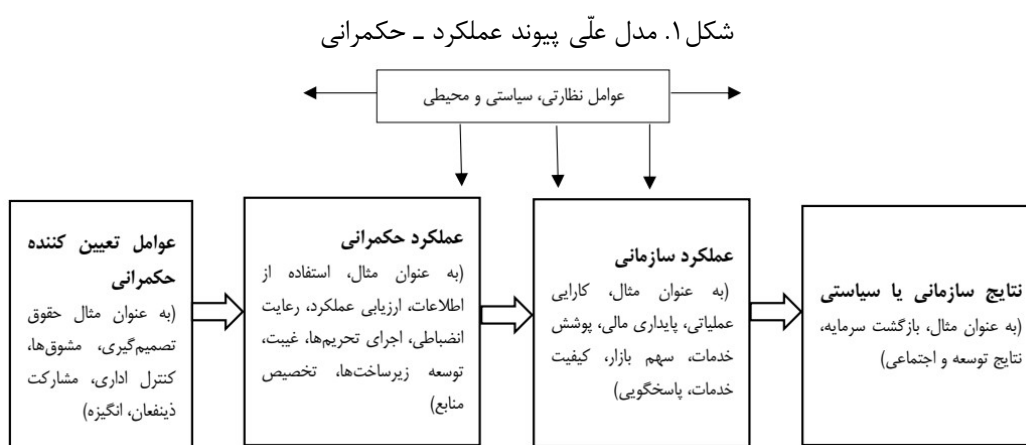 شکل۱. مدل علّی پیوند عملکرد ـ حکمرانی
عوامل نظارتی، سیاستی و محیطی
عوامل تعیین کننده
حکمرانی
(به عنوان مثال حقوق
تصمیم‌گیری، مشوق‌ها،
کنترل اداری، مشارکت
ذینفعان، انگیزه)
عملکرد حکمرانی
(به عنوان مثال، استفاده از
اطلاعات، ارزیابی عملکرد، رعایت
انضباطی، اجرای تحریم‌ها، غیبت،
توسعه زیرساخت‌ها، تخصیص
منابع)
عملکرد سازمانی
(به عنوان مثال، کارایی
عملیاتی، پایداری مالی، پوشش
خدمات، سهم بازار، کیفیت
خدمات، پاسخگویی)
نتایج سازمانی یا سیاستی
(به عنوان مثال، بازگشت سرمایه،
نتایج توسعه و اجتماعی)